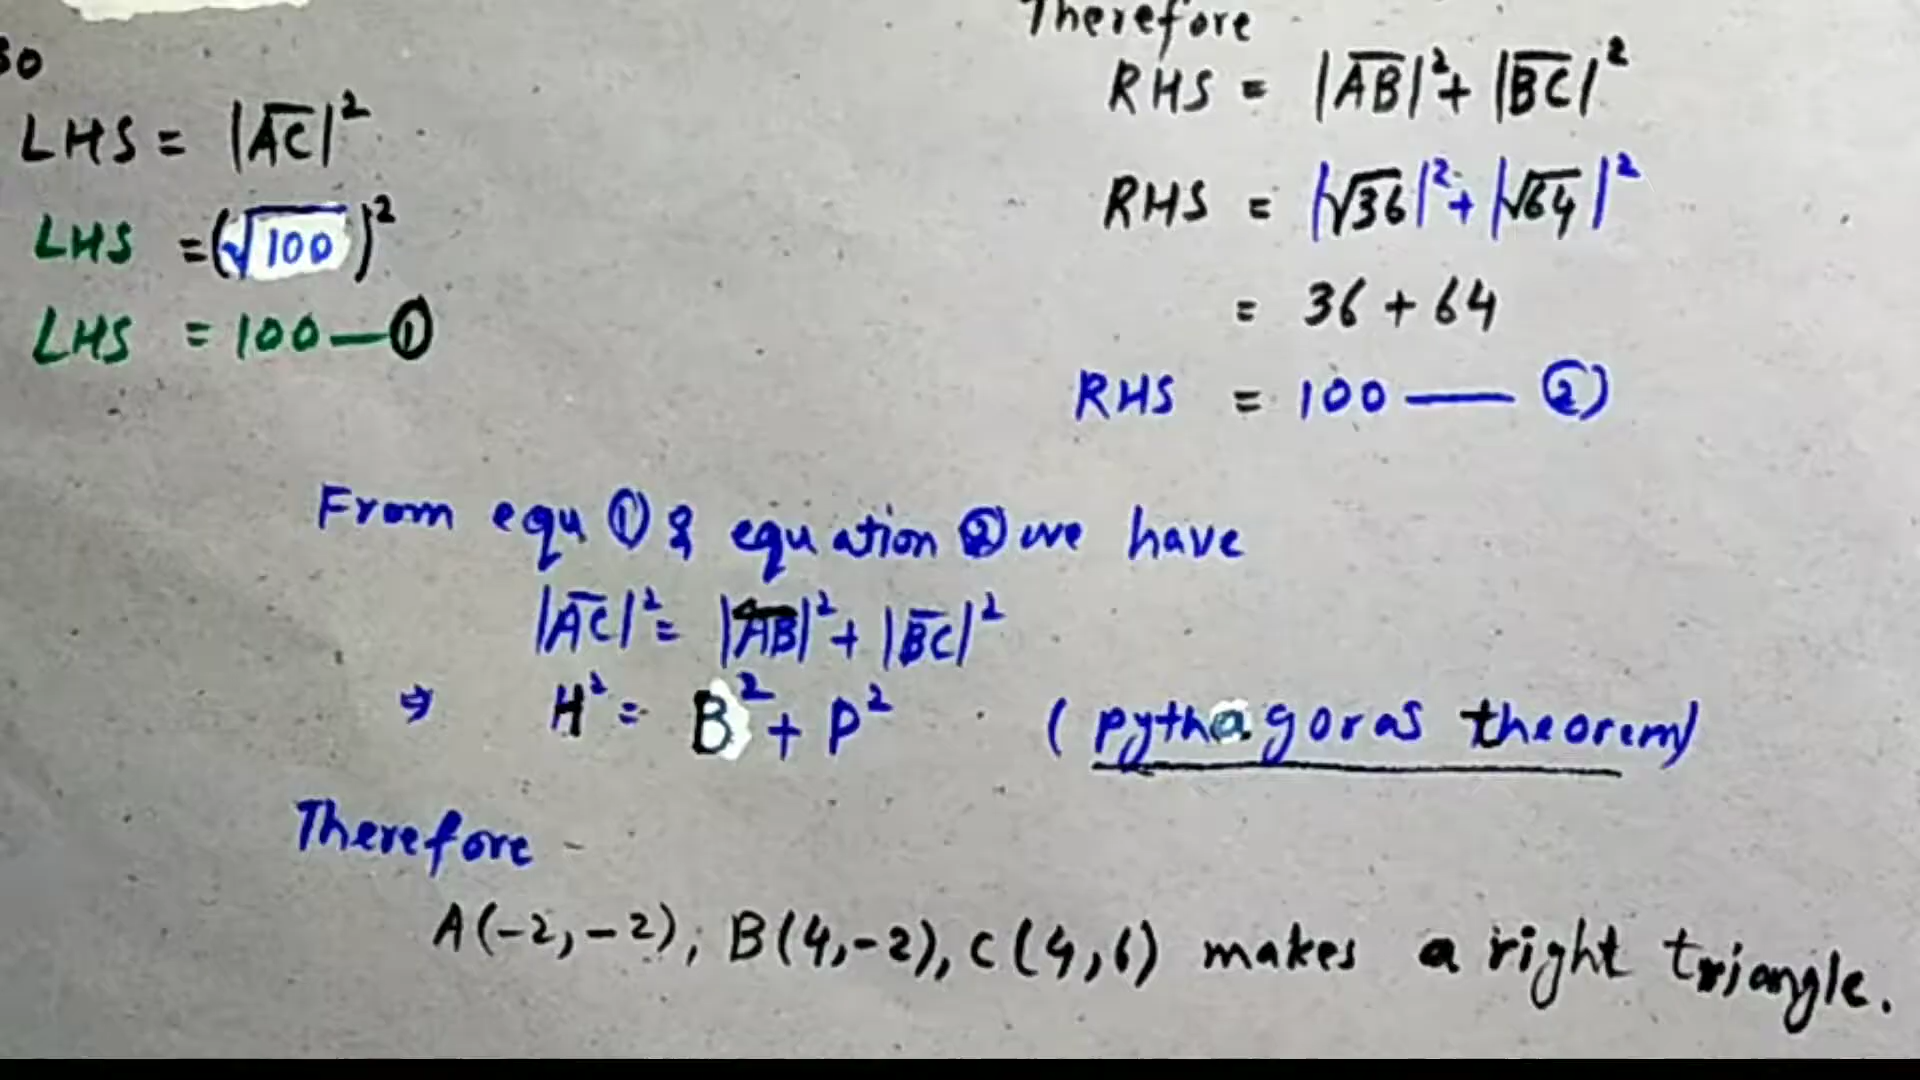 so
LHS = |AC|²
LHS = (√100)²
LHS = 100 — ①
Therefore
RHS = |AB|² + |BC|²
RHS = |√36|² + |√64|²
= 36 + 64
RHS = 100 — ②)
From equ ① & equation ② we have
|AC|² = |AB|² + |BC|²
⇒ H² = B² + P² (pythagoras theorem)
Therefore -
A(-2,-2), B(4,-2), C(4,6) makes a right triangle.